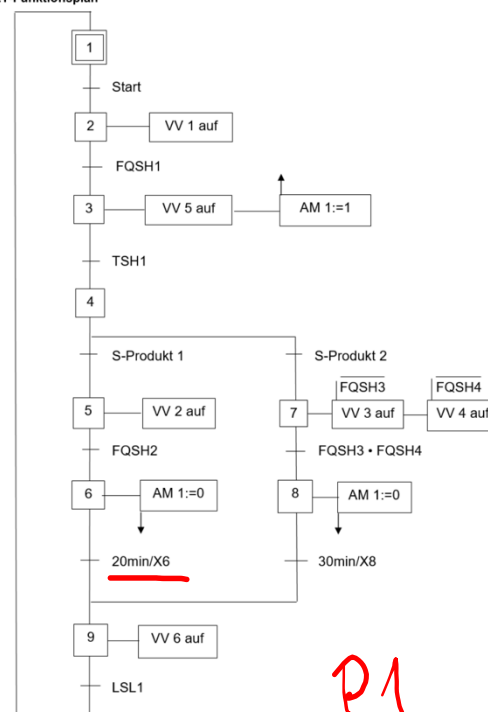 1
Start
2 VV 1 auf
FQSH1
3 VV 5 auf AM 1:=1
TSH1
4
S-Produkt 1 S-Produkt 2
FQSH3 FQSH4
5 VV 2 auf 7 VV 3 auf VV 4 auf
FQSH2 FQSH3 • FQSH4
6 AM 1:=0 8 AM 1:=0
20min/X6 30min/X8
9 VV 6 auf
P1
LSL1